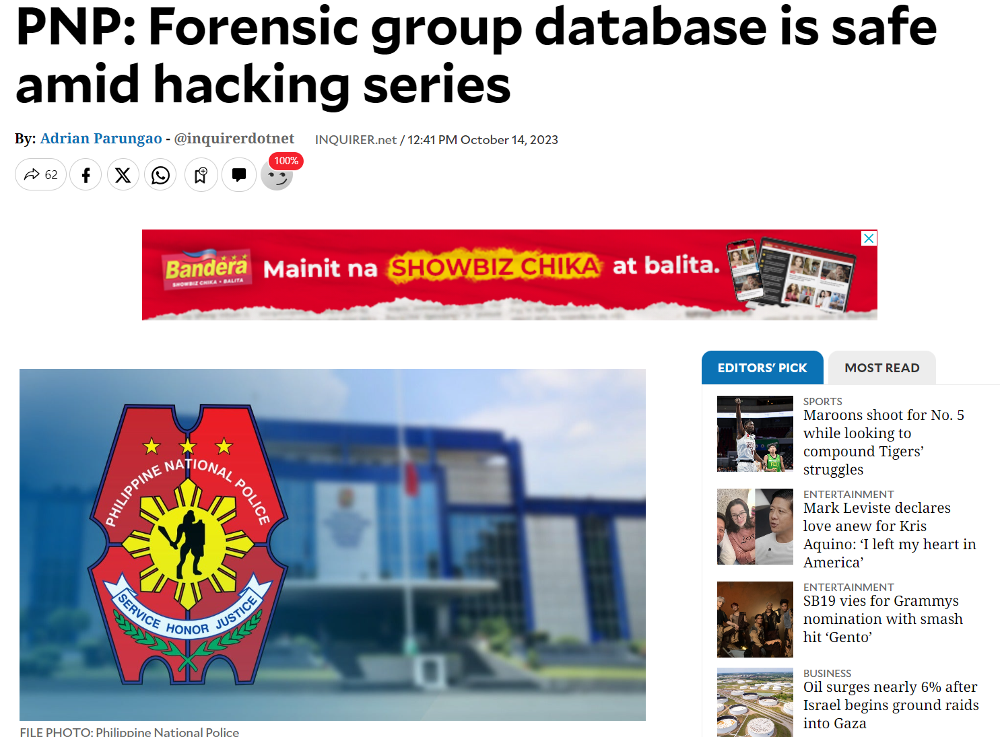 PNP: Forensic group database is safe
amid hacking series
By: Adrian Parungao - @inquirerdotnet
INQUIRER.net / 12:41 PM October 14, 2023
62
100%
Bandera
SHOWBIZ CHIKA • BALITA
Mainit na SHOWBIZ CHIKA at balita.
PHILIPPINE NATIONAL POLICE
SERVICE HONOR JUSTICE
FILE PHOTO: Philippine National Police
EDITORS’ PICK
MOST READ
SPORTS
Maroons shoot for No. 5
while looking to
compound Tigers’
struggles
FEU
ENTERTAINMENT
Mark Leviste declares
love anew for Kris
Aquino: ‘I left my heart in
America’
ENTERTAINMENT
SB19 vies for Grammys
nomination with smash
hit ‘Gento’
BUSINESS
Oil surges nearly 6% after
Israel begins ground raids
into Gaza